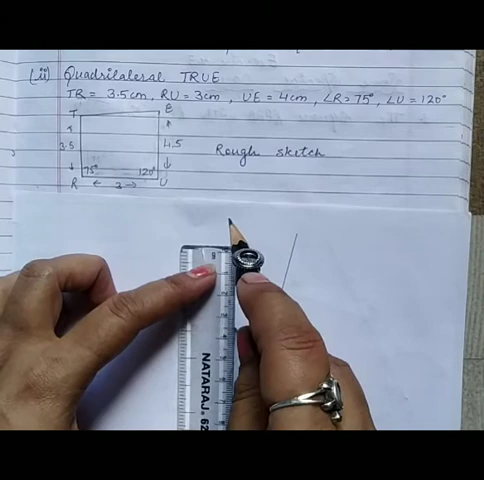 (ii) Quadrilateral TRUE
TR = 3.5cm, RU = 3cm, UE = 4cm, ∠R = 75°, ∠U = 120°
T E
3.5 4.5 Rough sketch
75° 120°
R ← 3 → U
NATARAJ 62